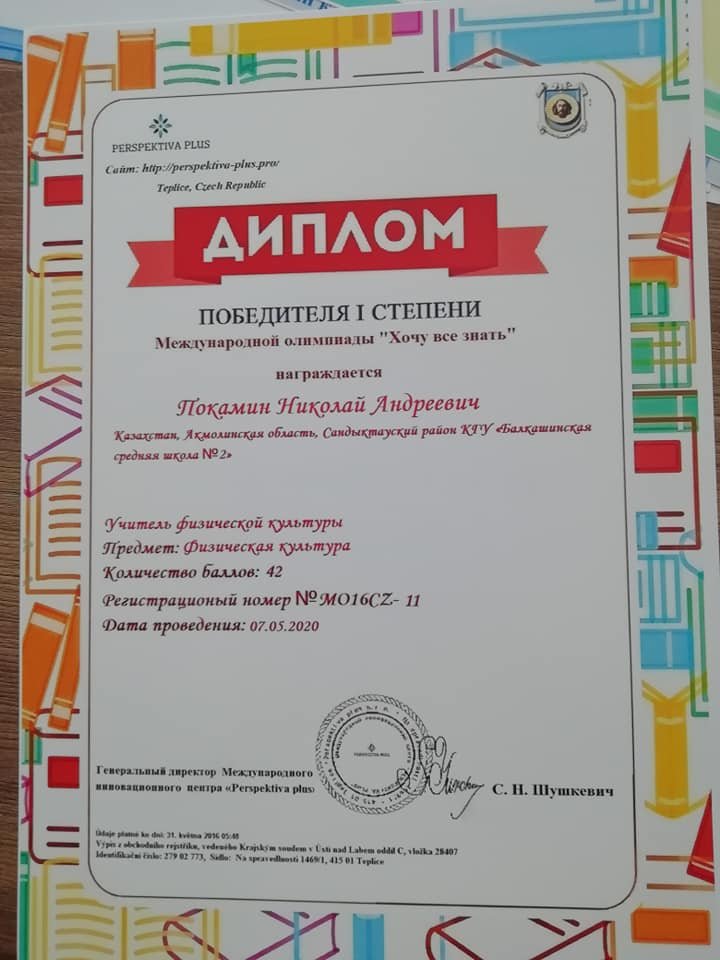 PERSPEKTIVA PLUS
Сайт: http://perspektiva-plus.pro/
Teplice, Czech Republic
ДИПЛОМ
ПОБЕДИТЕЛЯ I СТЕПЕНИ
Международной олимпиады "Хочу все знать"
награждается
Покамин Николай Андреевич
Казахстан, Акмолинская область, Сандыктауский район КГУ «Балкашинская
средняя школа №2»
Учитель физической культуры
Предмет: Физическая культура
Количество баллов: 42
Регистрационый номер №MO16CZ- 11
Дата проведения: 07.05.2020
Генеральный директор Международного
инновационного центра «Perspektiva plus»
С. Н. Шушкевич
Údaje platné ke dni: 31. května 2016 05:48
Výpis z obchodního rejstříku, vedeného Krajským soudem v Ústí nad Labem oddíl C, vložka 28407
Identifikační číslo: 279 02 773, Sídlo: Na spravedlnosti 1469/1, 415 01 Teplice